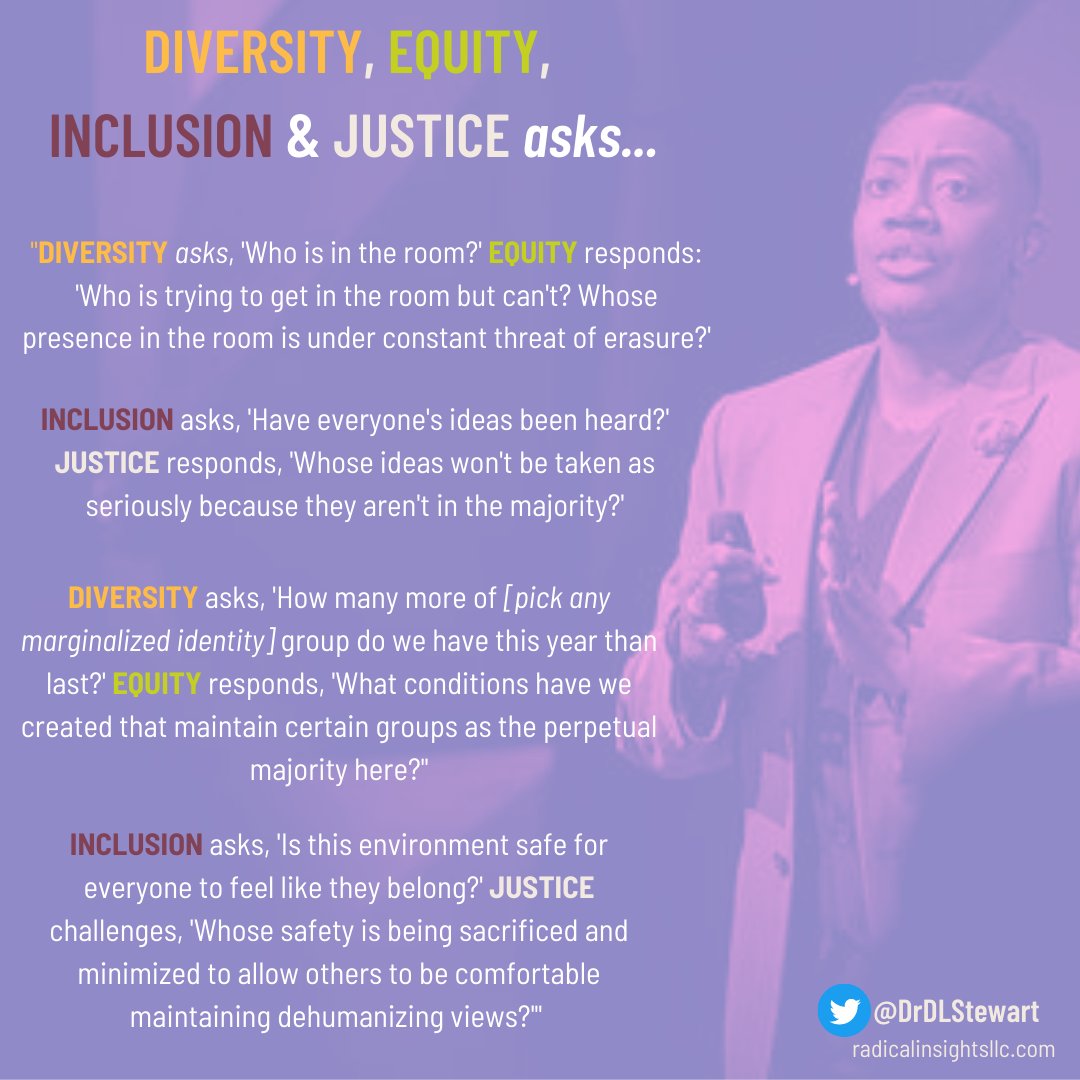 DIVERSITY, EQUITY,
INCLUSION & JUSTICE asks...
"DIVERSITY asks, 'Who is in the room?' EQUITY responds:
'Who is trying to get in the room but can't? Whose
presence in the room is under constant threat of erasure?'
INCLUSION asks, 'Have everyone's ideas been heard?'
JUSTICE responds, 'Whose ideas won't be taken as
seriously because they aren't in the majority?'
DIVERSITY asks, 'How many more of [pick any
marginalized identity] group do we have this year than
last?' EQUITY responds, 'What conditions have we
created that maintain certain groups as the perpetual
majority here?"
INCLUSION asks, 'Is this environment safe for
everyone to feel like they belong?' JUSTICE
challenges, 'Whose safety is being sacrificed and
minimized to allow others to be comfortable
maintaining dehumanizing views?'"
@DrDLStewart
radicalinsightsllc.com